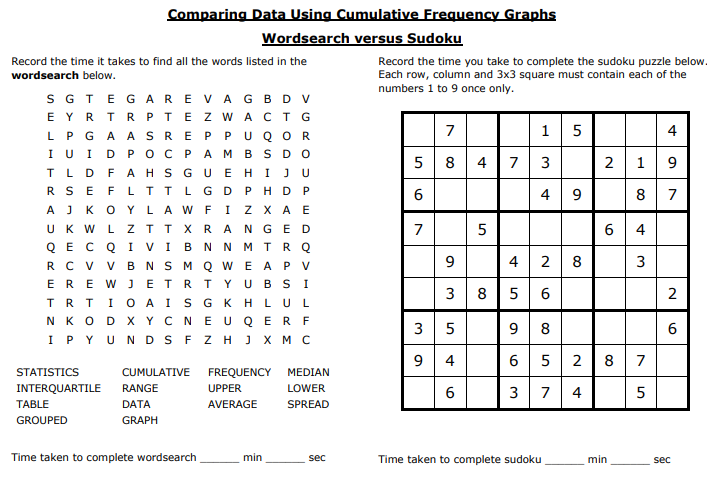 Comparing Data Using Cumulative Frequency Graphs
Wordsearch versus Sudoku
Record the time it takes to find all the words listed in the
wordsearch below.
S G T E G A R E V A G B D V
E Y R T R P T E Z W A C T G
L P G A A S R E P P U Q O R
I U I D P O C P A M B S D O
T L D F A H S G U E H I J U
R S E F L T T L G D P H D P
A J K O Y L A W F I Z X A E
U K W L Z T T X R A N G E D
Q E C Q I V I B N N M T R Q
R C V V B N S M Q W E A P V
E R E W J E T R T Y U B S I
T R T I O A I S G K H L U L
N K O D X Y C N E U Q E R F
I P Y U N D S F Z H J X M C
STATISTICS CUMULATIVE FREQUENCY MEDIAN
INTERQUARTILE RANGE UPPER LOWER
TABLE DATA AVERAGE SPREAD
GROUPED GRAPH
Time taken to complete wordsearch ______ min ______ sec
Record the time you take to complete the sudoku puzzle below.
Each row, column and 3x3 square must contain each of the
numbers 1 to 9 once only.
7 1 5 4
5 8 4 7 3 2 1 9
6 4 9 8 7
7 5 6 4
9 4 2 8 3
3 8 5 6 2
3 5 9 8 6
9 4 6 5 2 8 7
6 3 7 4 5
Time taken to complete sudoku ______ min ______ sec